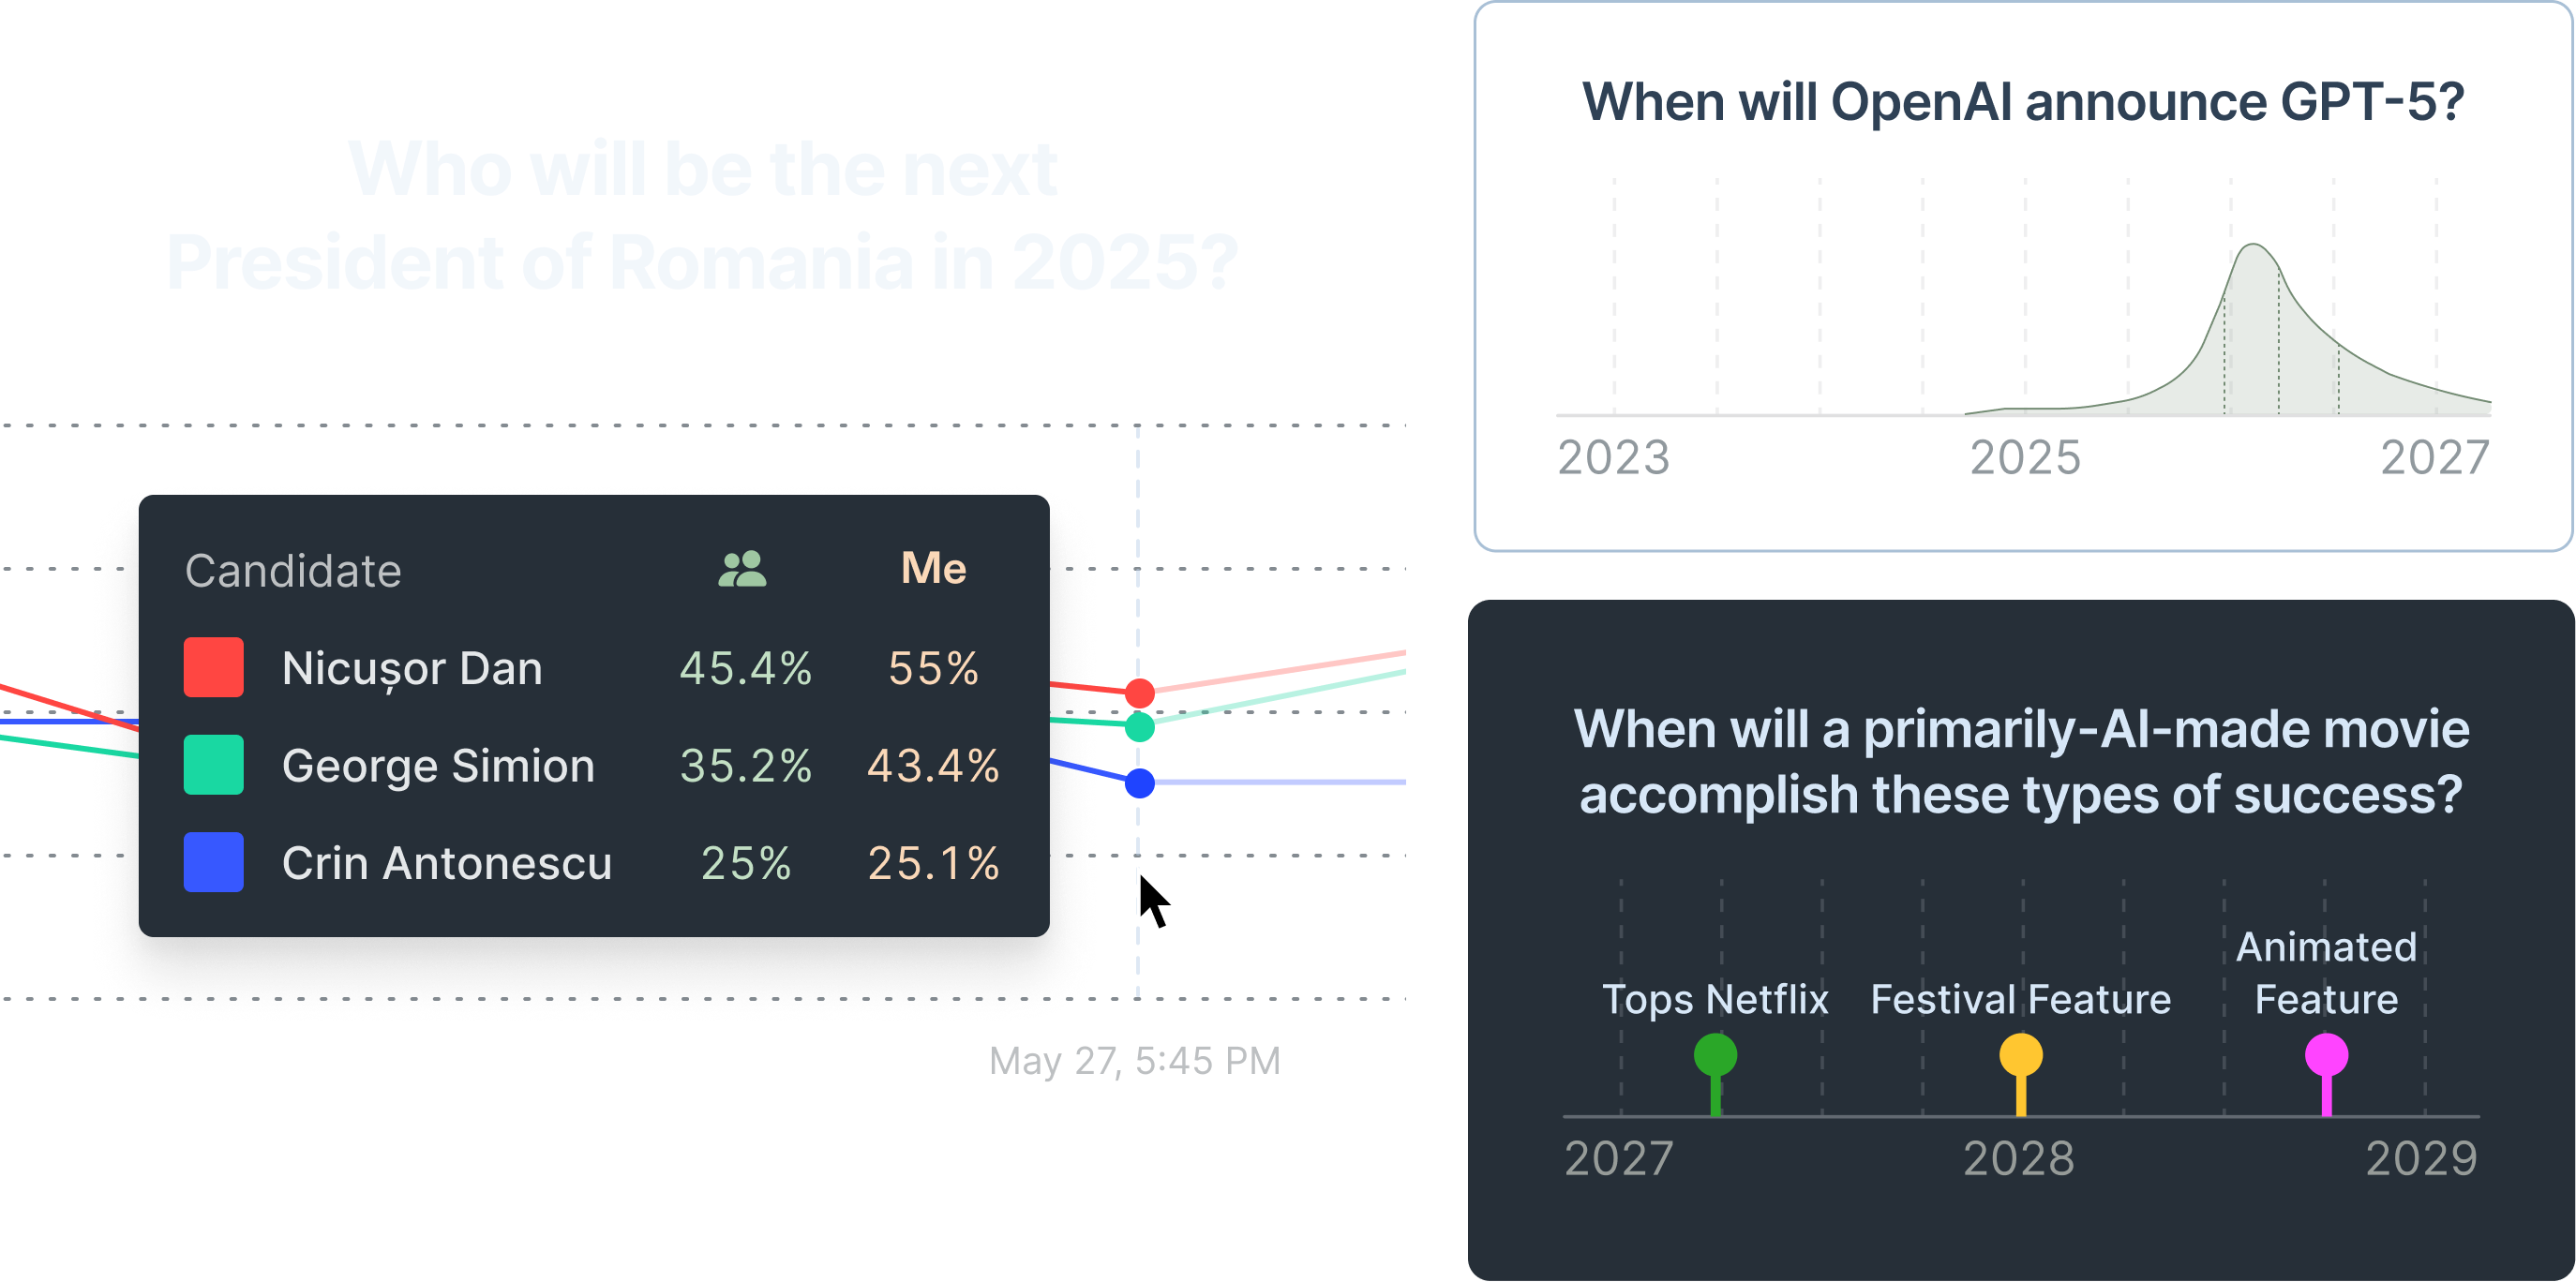 Who will be the next
President of Romania in 2025?
Candidate Me
Nicușor Dan 45.4% 55%
George Simion 35.2% 43.4%
Crin Antonescu 25% 25.1%
May 27, 5:45 PM
When will OpenAI announce GPT-5?
2023 2025 2027
When will a primarily-AI-made movie
accomplish these types of success?
Animated
Tops Netflix Festival Feature Feature
2027 2028 2029